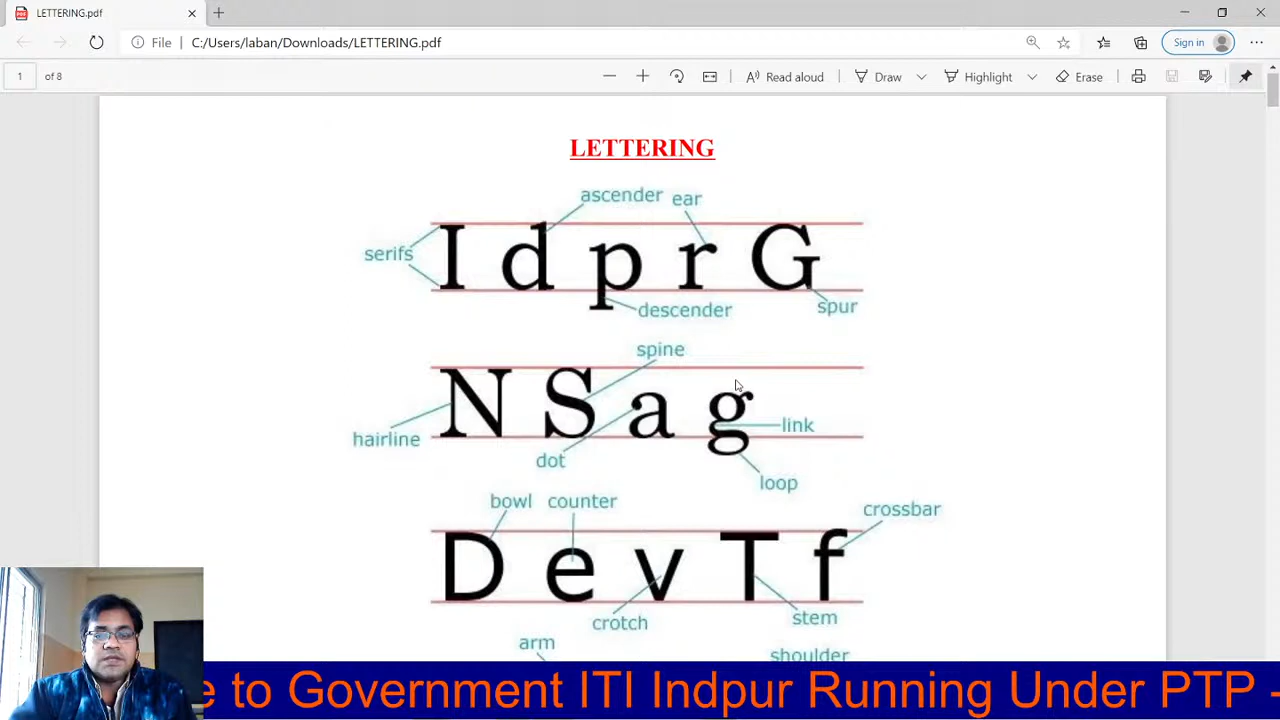 LETTERING.pdf
File C:/Users/laban/Downloads/LETTERING.pdf
Sign in
1 of 8
Read aloud
Draw
Highlight
Erase
LETTERING
ascender ear
serifs
I d p r G
descender
spur
spine
N S a g
link
hairline
dot
loop
bowl counter
crossbar
D e v T f
crotch
stem
arm
shoulder
e to Government ITI Indpur Running Under PTP -